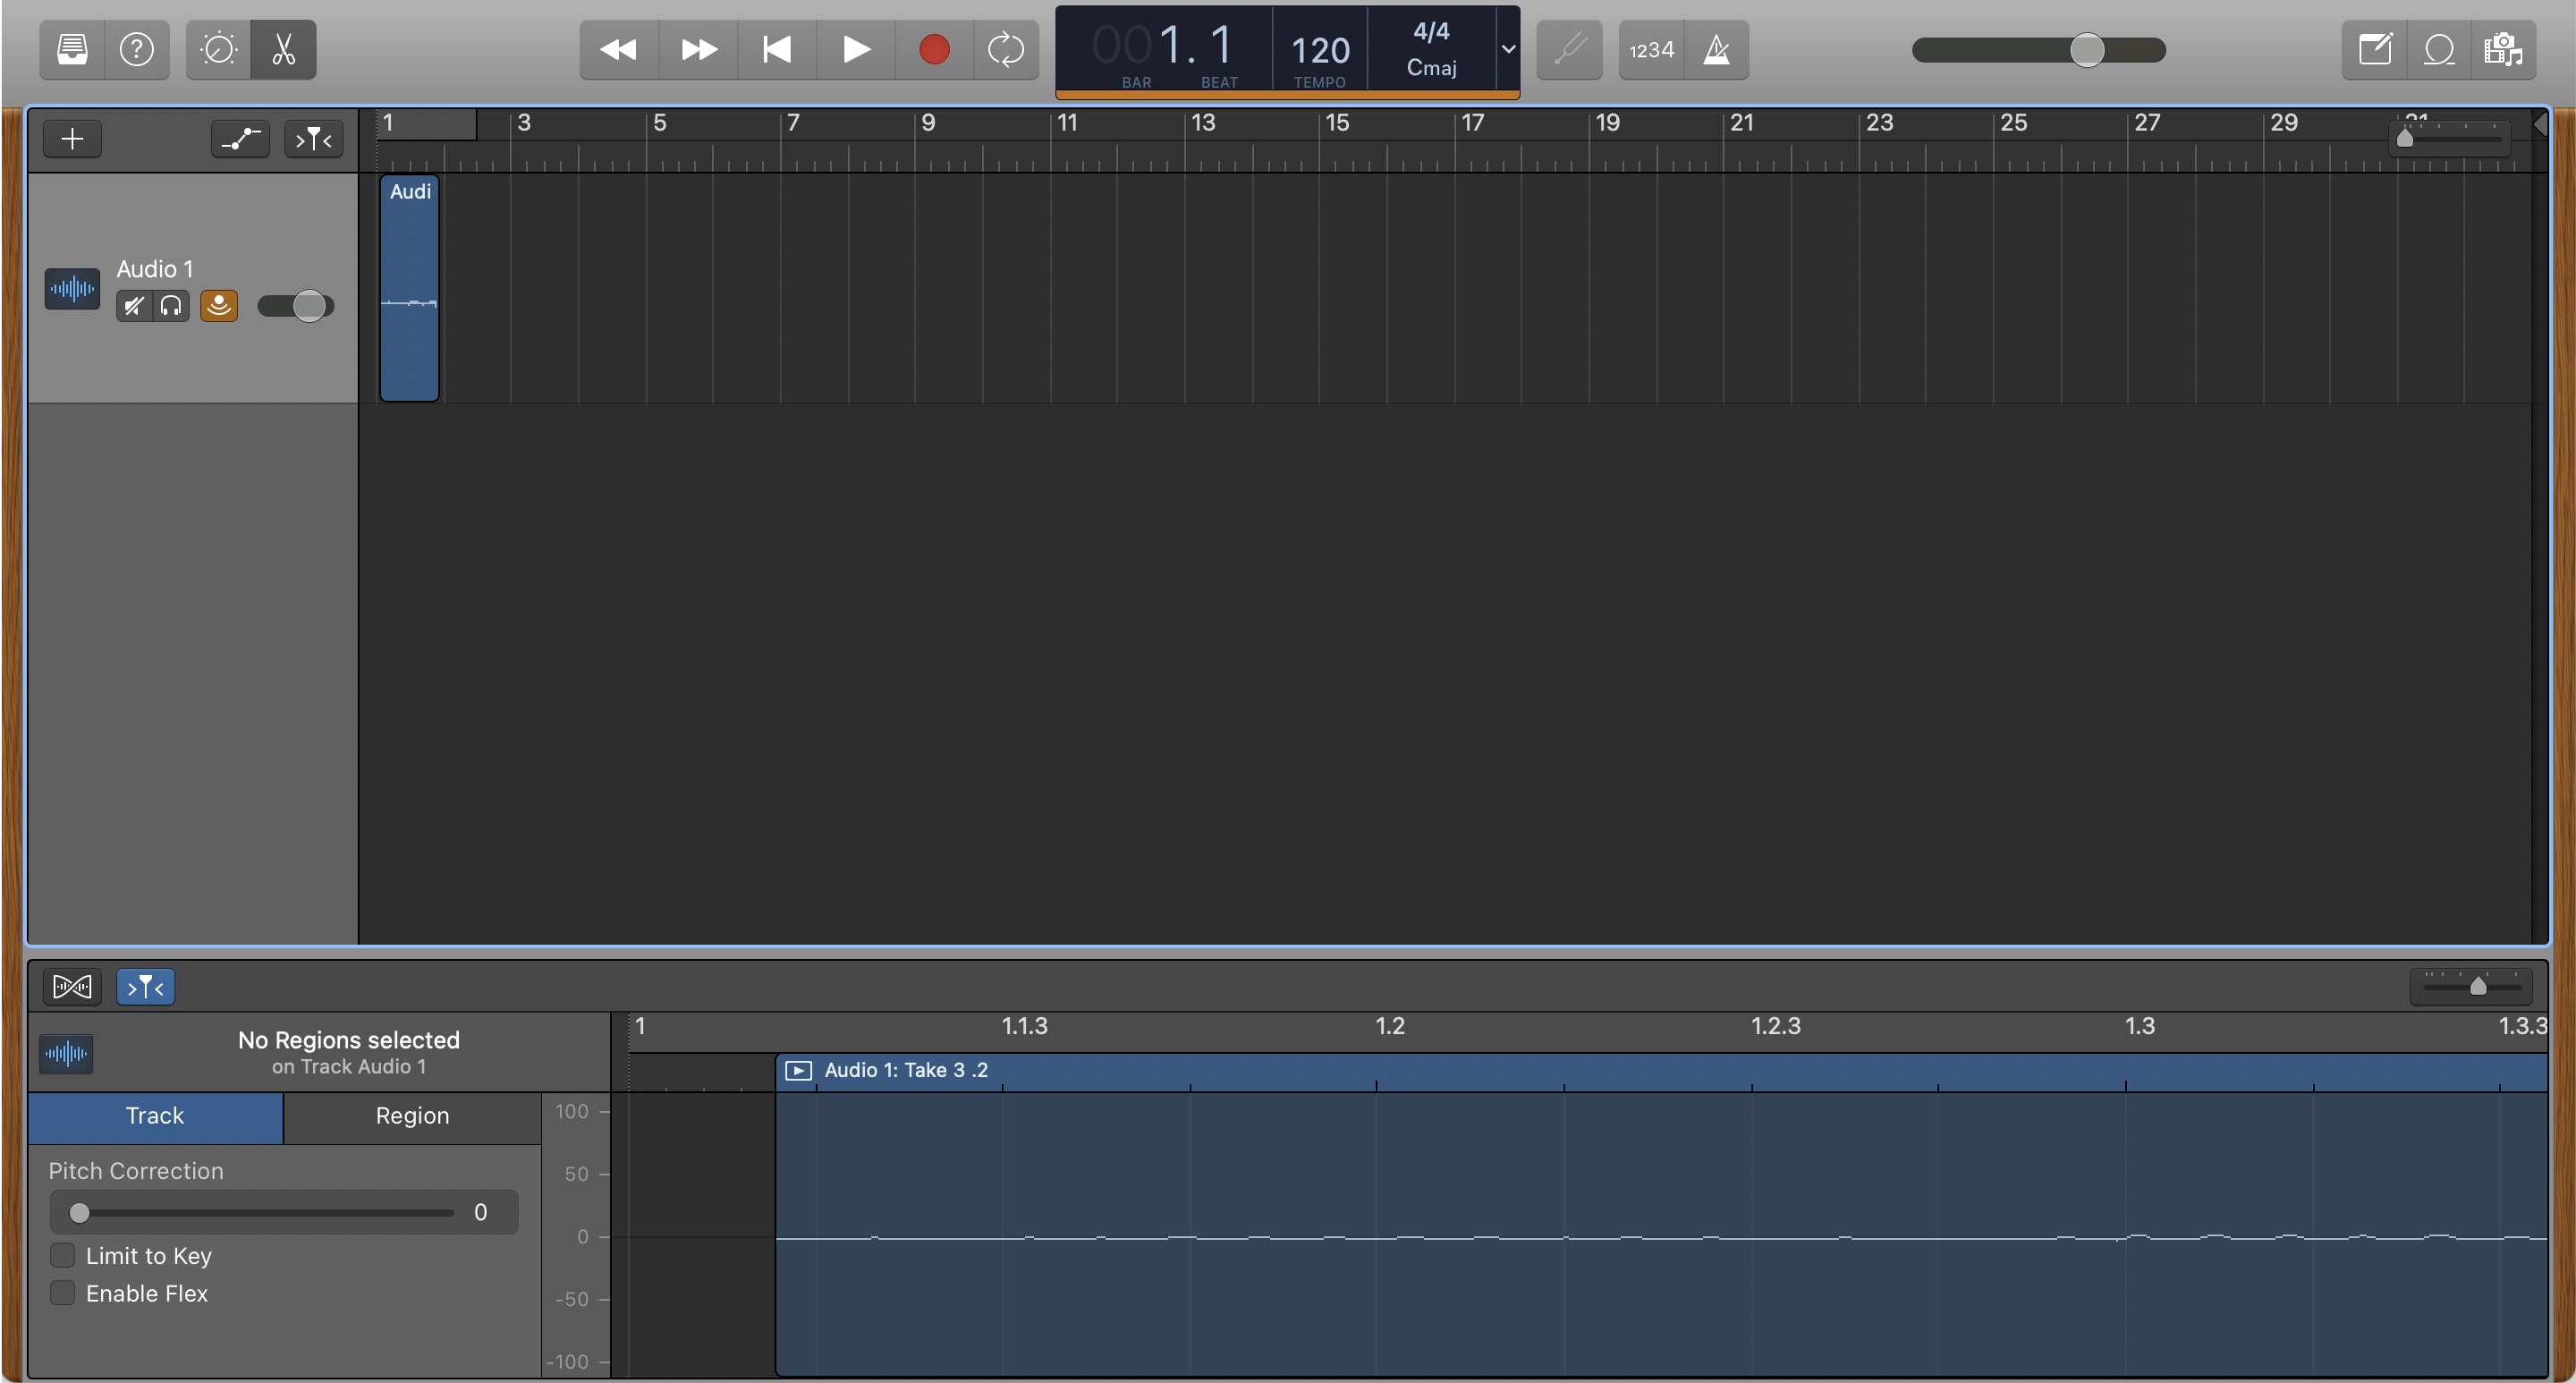 001. 1
BAR
BEAT
120
TEMPO
4/4
Cmaj
1234
1
3
5
7
9
11
13
15
17
19
21
23
25
27
29
Audi
Audio 1
No Regions selected
on Track Audio 1
1
1.1.3
1.2
1.2.3
1.3
1.3.3
Audio 1: Take 3 .2
Track
Region
Pitch Correction
0
Limit to Key
Enable Flex
100
50
0
-50
-100